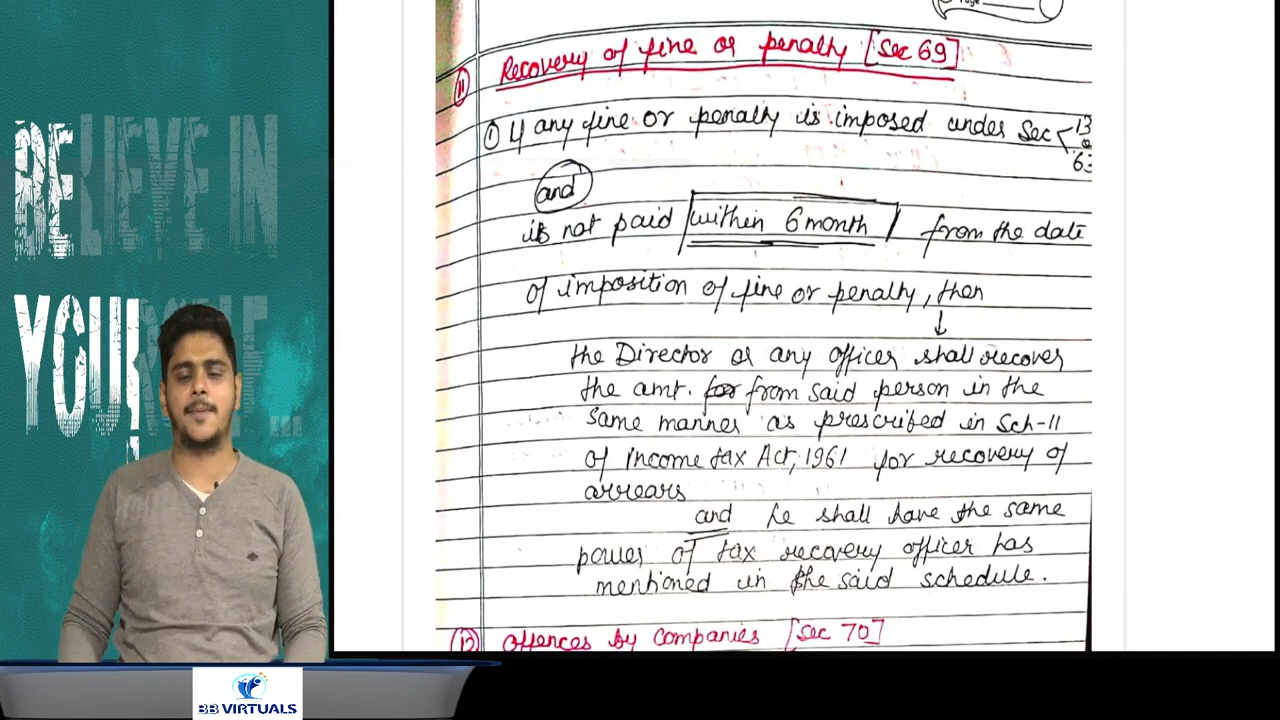 BELIEVE IN
YOURSELF...
Page
11 Recovery of fine or penalty [Sec 69]
① If any fine or penalty is imposed under Sec < 13
or
63
and
is not paid within 6 month from the date
of imposition of fine or penalty, then
the Director or any officer shall recover
the amt. for from said person in the
same manner as prescribed in Sch-II
of Income tax Act, 1961 for recovery of
arrears
and he shall have the same
power of tax recovery officer has
mentioned in the said schedule.
12 Offences by Companies [Sec 70]
BB VIRTUALS